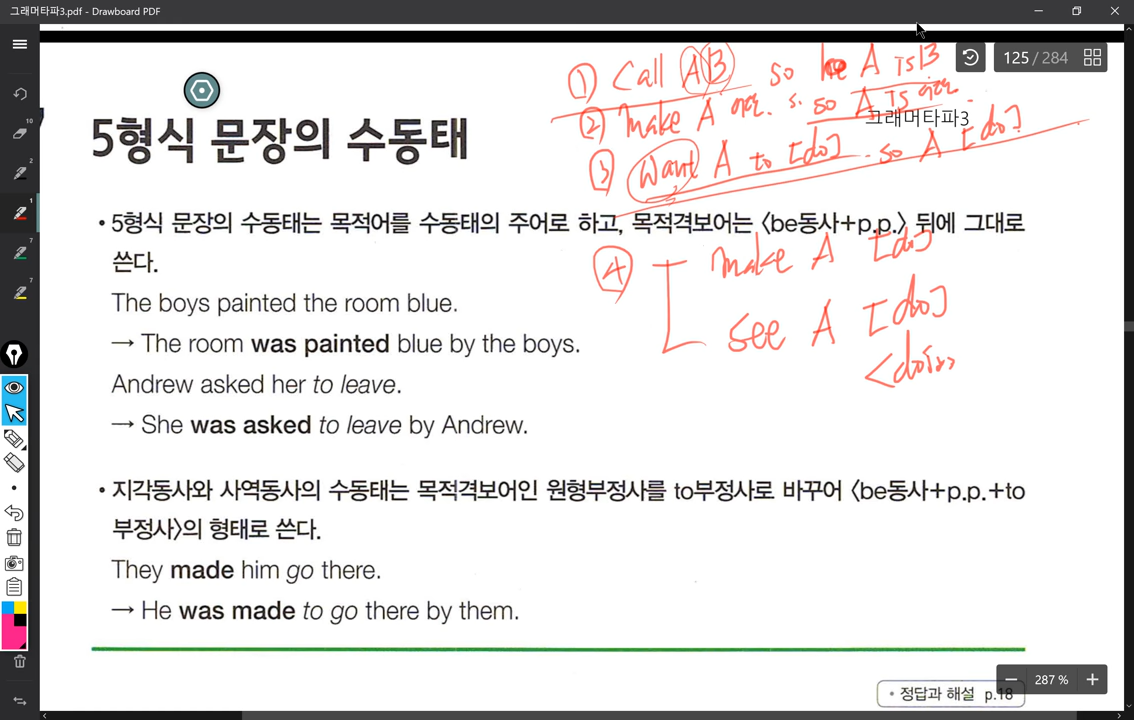 그래머타파3.pdf - Drawboard PDF
125 / 284
① Call A B so A is B
② make A so A is
그래머타파3
③ Want A to [do] so A [do]
5형식 문장의 수동태
• 5형식 문장의 수동태는 목적어를 수동태의 주어로 하고, 목적격보어는 〈be동사+p.p.〉 뒤에 그대로
쓴다.
④ make A [do]
see A [do]
The boys painted the room blue.
→ The room was painted blue by the boys.
Andrew asked her to leave.
→ She was asked to leave by Andrew.
• 지각동사와 사역동사의 수동태는 목적격보어인 원형부정사를 to부정사로 바꾸어 〈be동사+p.p.+to
부정사〉의 형태로 쓴다.
They made him go there.
→ He was made to go there by them.
287 %
• 정답과 해설 p.18
10
2
1
7
7